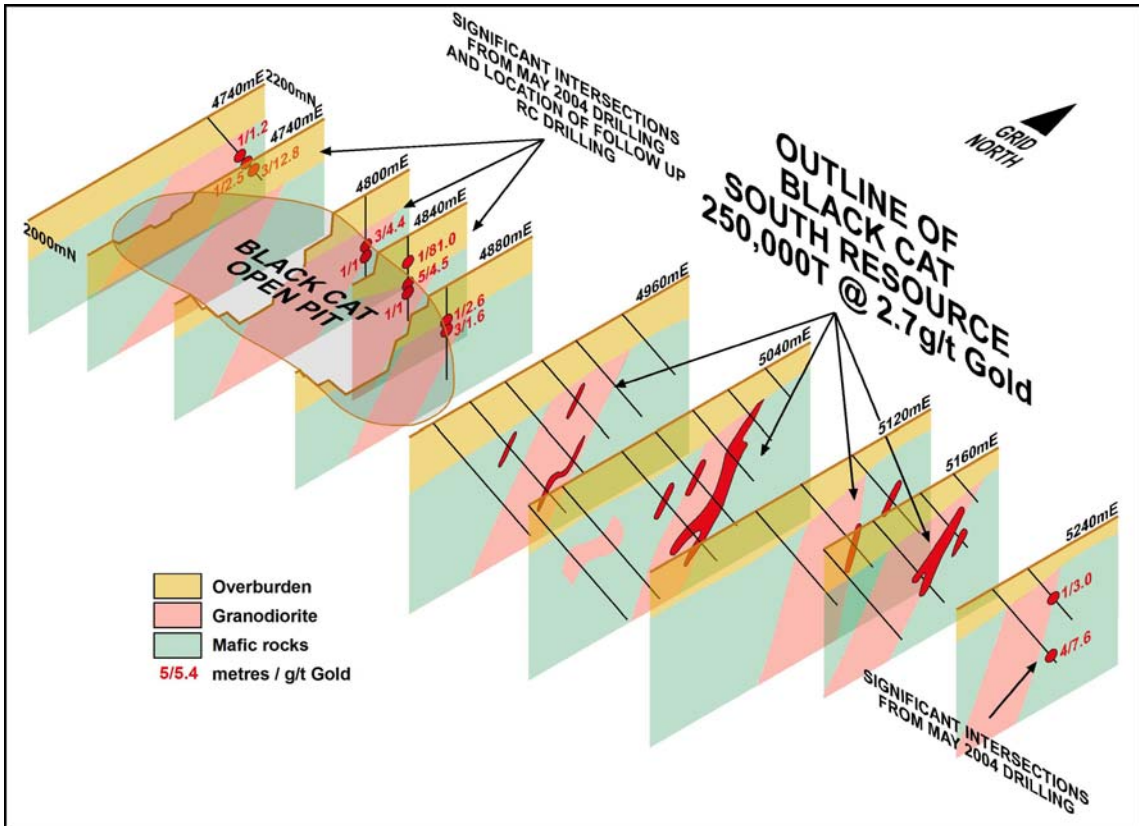 SIGNIFICANT INTERSECTIONS
FROM MAY 2004 DRILLING
AND LOCATION OF FOLLOW UP
RC DRILLING
GRID
NORTH
OUTLINE OF
BLACK CAT
SOUTH RESOURCE
250,000T @ 2.7g/t Gold
2200mN
4740mE
4740mE
4800mE
4840mE
4880mE
4960mE
5040mE
5120mE
5160mE
5240mE
2000mN
1/1.2
3/12.8
1/2.5
3/4.4
1/1
1/81.0
5/4.5
1/1
1/2.6
3/1.6
BLACK CAT
OPEN PIT
1/3.0
4/7.6
Overburden
Granodiorite
Mafic rocks
5/5.4 metres / g/t Gold
SIGNIFICANT INTERSECTIONS
FROM MAY 2004 DRILLING